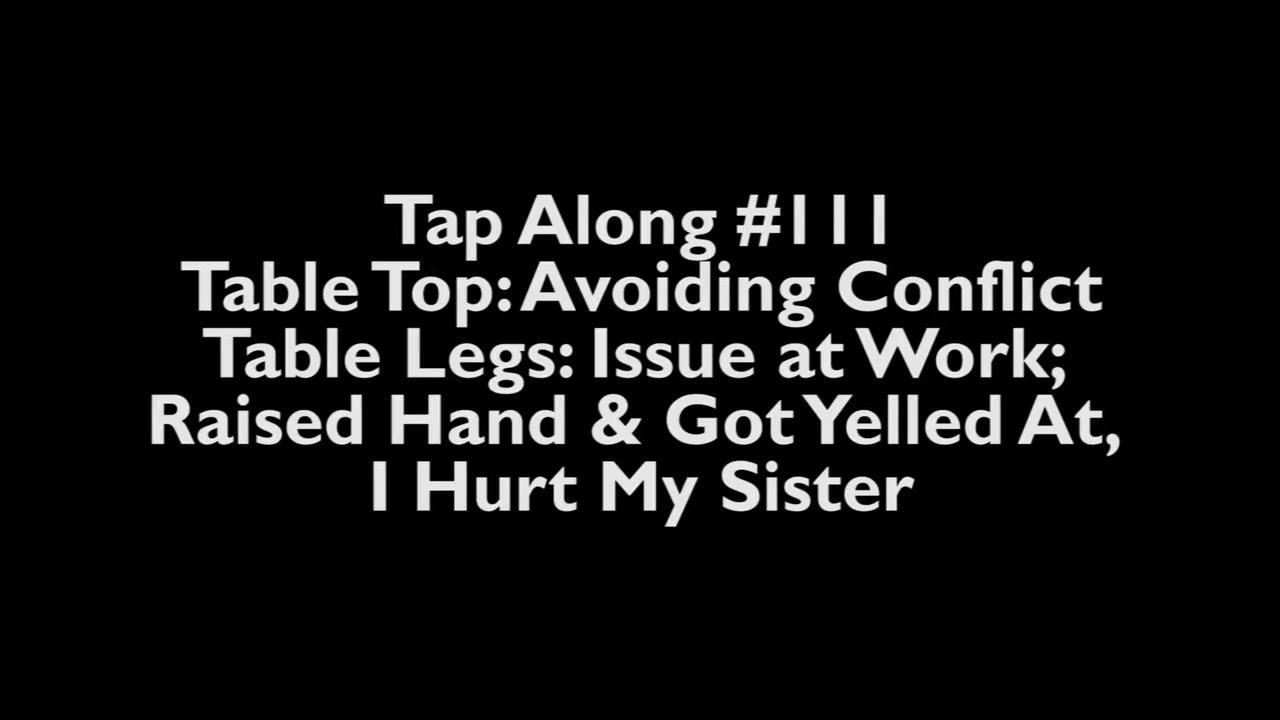 Tap Along #111
Table Top: Avoiding Conflict
Table Legs: Issue at Work;
Raised Hand & Got Yelled At,
I Hurt My Sister